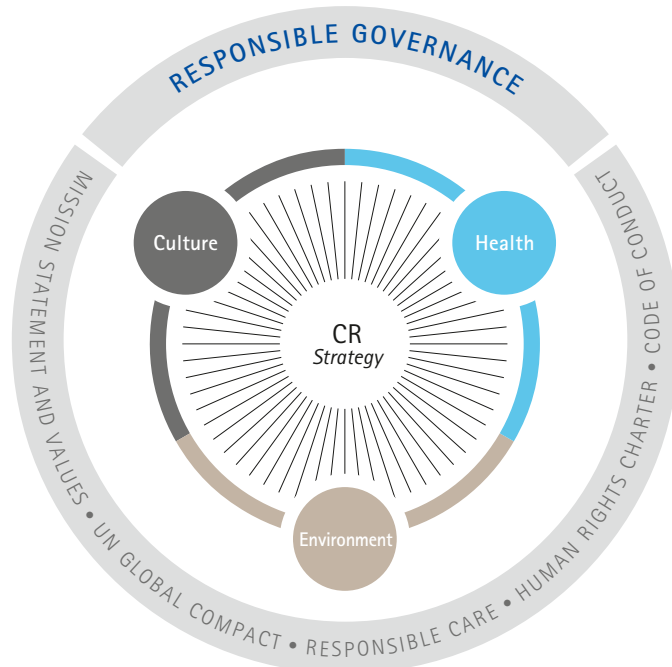 RESPONSIBLE GOVERNANCE
Culture
Health
CR
Strategy
Environment
MISSION STATEMENT AND VALUES • UN GLOBAL COMPACT • RESPONSIBLE CARE • HUMAN RIGHTS CHARTER • CODE OF CONDUCT